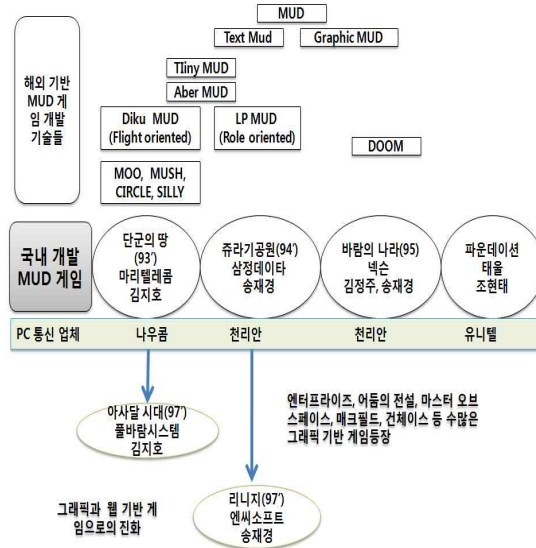 MUD
Text Mud
Graphic MUD
해외 기반
MUD 게
임 개발
기술들
TIiny MUD
Aber MUD
Diku MUD
(Flight oriented)
LP MUD
(Role oriented)
DOOM
MOO, MUSH,
CIRCLE, SILLY
국내 개발
MUD 게임
단군의 땅
(93')
마리텔레콤
김지호
쥬라기공원(94')
삼정데이타
송재경
바람의 나라(95)
넥슨
김정주, 송재경
파운데이션
태울
조현태
PC 통신 업체
나우콤
천리안
천리안
유니텔
아사달 시대(97')
풀바람시스템
김지호
엔터프라이즈, 어둠의 전설, 마스터 오브
스페이스, 매크필드, 건체이스 등 수많은
그래픽 기반 게임등장
그래픽과 웹 기반 게
임으로의 진화
리니지(97')
엔씨소프트
송재경